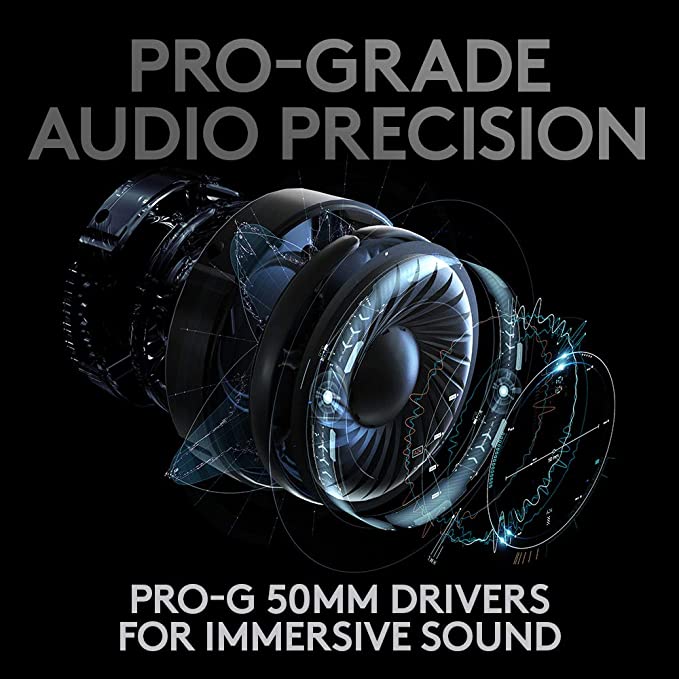 PRO-GRADE
AUDIO PRECISION
PRO-G 50MM DRIVERS
FOR IMMERSIVE SOUND